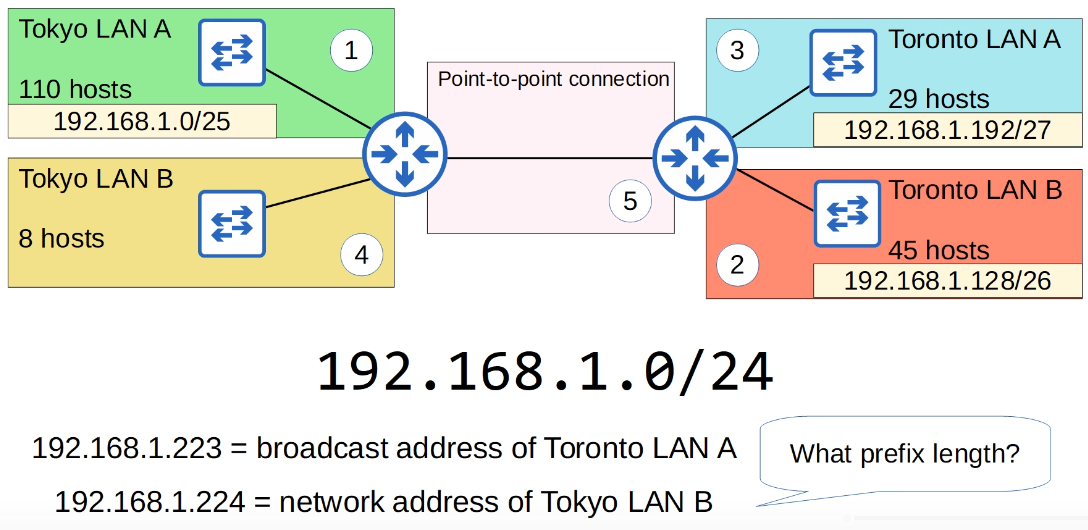 Tokyo LAN A
110 hosts
192.168.1.0/25
1
Point-to-point connection
3
Toronto LAN A
29 hosts
192.168.1.192/27
Tokyo LAN B
8 hosts
4
5
Toronto LAN B
45 hosts
2
192.168.1.128/26
192.168.1.0/24
192.168.1.223 = broadcast address of Toronto LAN A
What prefix length?
192.168.1.224 = network address of Tokyo LAN B